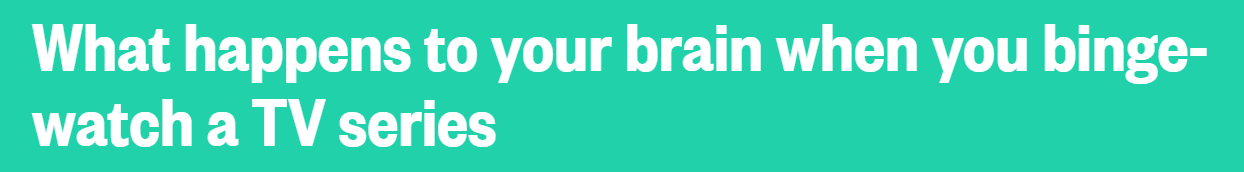 What happens to your brain when you binge-
watch a TV series